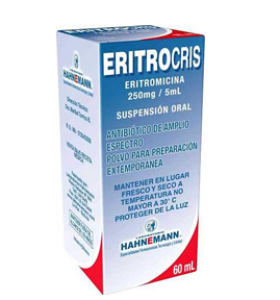 ERITROCRIS
ERITROMICINA
250mg / 5mL
SUSPENSIÓN ORAL
ANTIBIÓTICO DE AMPLIO
ESPECTRO
POLVO PARA PREPARACIÓN
EXTEMPORANEA
MANTENER EN LUGAR
FRESCO Y SECO A
TEMPERATURA NO
MAYOR A 30° C
PROTEGER DE LA LUZ
HAHNEMANN.
60 mL
HAHNEMANN.